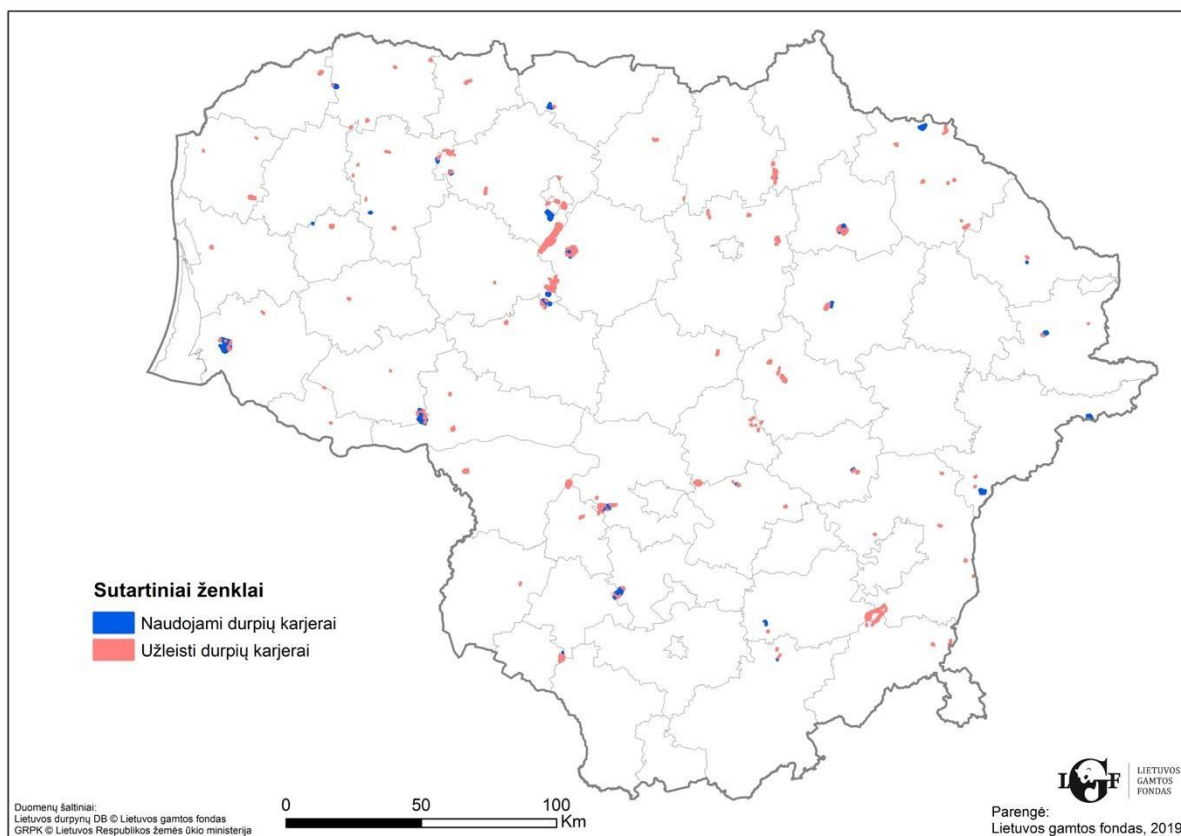 Sutartiniai ženklai
Naudojami durpių karjerai
Užleisti durpių karjerai
Duomenų šaltiniai:
Lietuvos durpynų DB © Lietuvos gamtos fondas
GRPK © Lietuvos Respublikos žemės ūkio ministerija
0 50 100
Km
LGF
LIETUVOS
GAMTOS
FONDAS
Parengė:
Lietuvos gamtos fondas, 2019